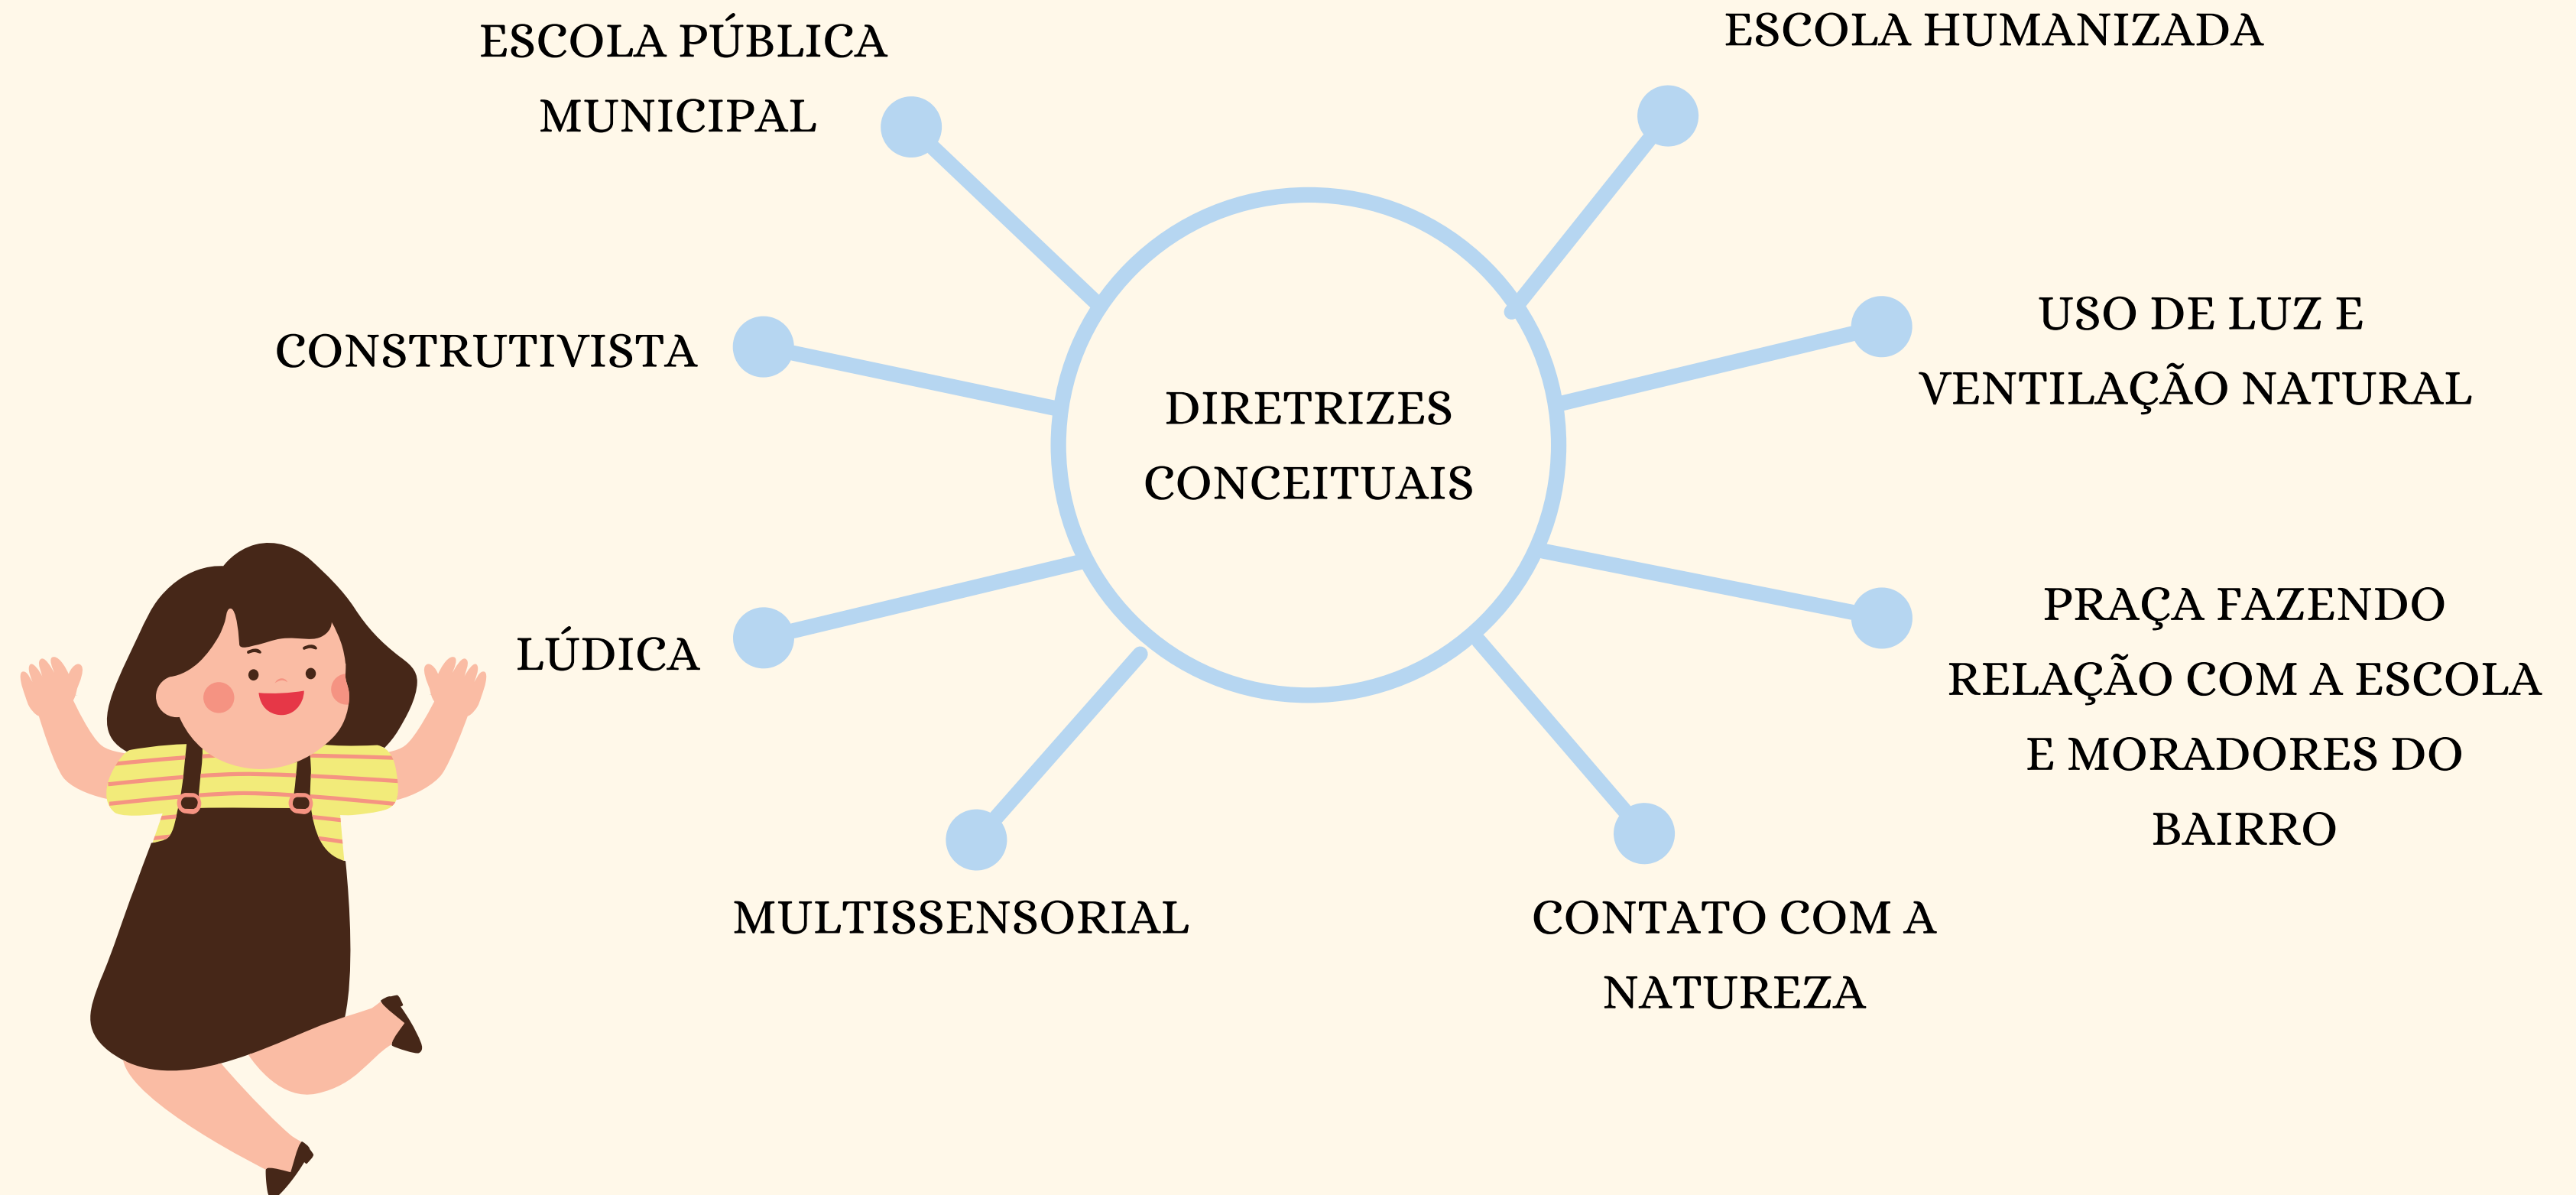 ESCOLA PÚBLICA
MUNICIPAL
ESCOLA HUMANIZADA
CONSTRUTIVISTA
USO DE LUZ E
VENTILAÇÃO NATURAL
DIRETRIZES
CONCEITUAIS
LÚDICA
PRAÇA FAZENDO
RELAÇÃO COM A ESCOLA
E MORADORES DO
BAIRRO
MULTISSENSORIAL
CONTATO COM A
NATUREZA